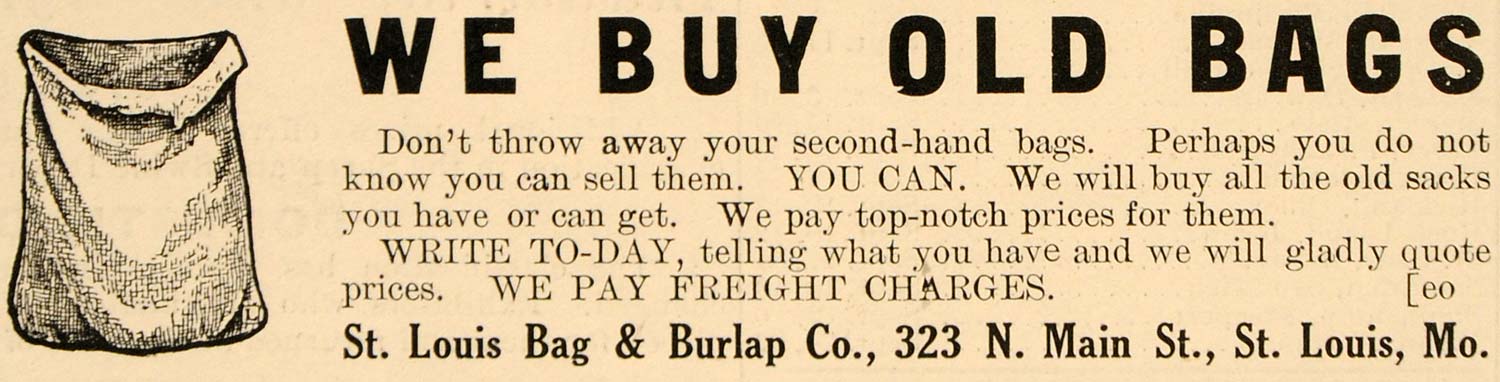 WE BUY OLD BAGS
Don't throw away your second-hand bags. Perhaps you do not
know you can sell them. YOU CAN. We will buy all the old sacks
you have or can get. We pay top-notch prices for them.
WRITE TO-DAY, telling what you have and we will gladly quote
prices. WE PAY FREIGHT CHARGES. [eo
St. Louis Bag & Burlap Co., 323 N. Main St., St. Louis, Mo.